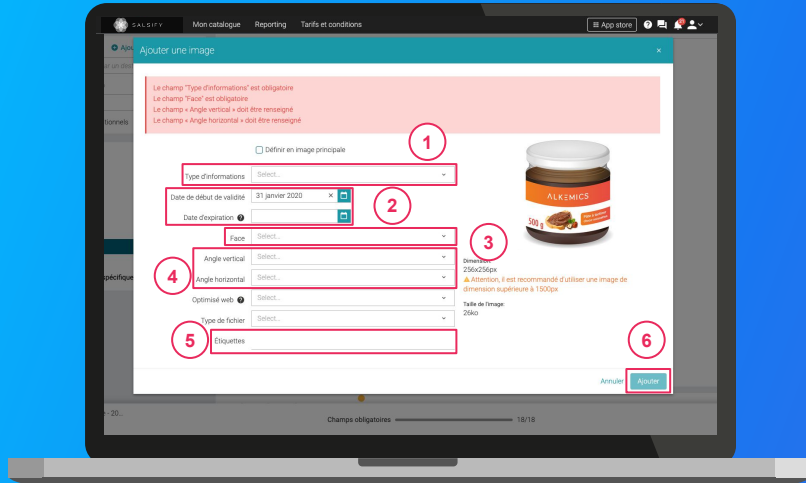 SALSIFY
Mon catalogue
Reporting
Tarifs et conditions
App store
Ajouter une image
×
Le champ "Type d'informations" est obligatoire
Le champ "Face" est obligatoire
Le champ « Angle vertical » doit être renseigné
Le champ « Angle horizontal » doit être renseigné
1
Définir en image principale
Type d'informations Select...
Date de début de validité 31 janvier 2020 ×
2
Date d'expiration
Face Select...
3
Angle vertical Select...
4
Angle horizontal Select...
Optimisé web Select...
Type de fichier Select...
5
Étiquettes
ALKEMICS
500 g
Dimension:
256x256px
Attention, il est recommandé d'utiliser une image de
dimension supérieure à 1500px
Taille de l'image:
26ko
6
Annuler
Ajouter
tionnels
spécifique
- 20...
Champs obligatoires 18/18